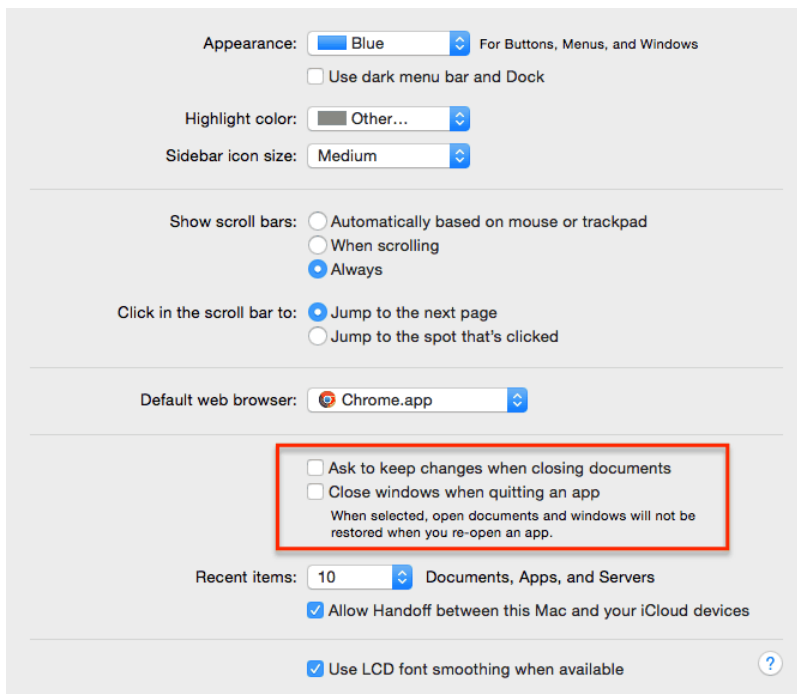 Appearance: Blue For Buttons, Menus, and Windows
Use dark menu bar and Dock
Highlight color: Other...
Sidebar icon size: Medium
Show scroll bars: Automatically based on mouse or trackpad
When scrolling
Always
Click in the scroll bar to: Jump to the next page
Jump to the spot that's clicked
Default web browser: Chrome.app
Ask to keep changes when closing documents
Close windows when quitting an app
When selected, open documents and windows will not be
restored when you re-open an app.
Recent items: 10 Documents, Apps, and Servers
Allow Handoff between this Mac and your iCloud devices
Use LCD font smoothing when available
?